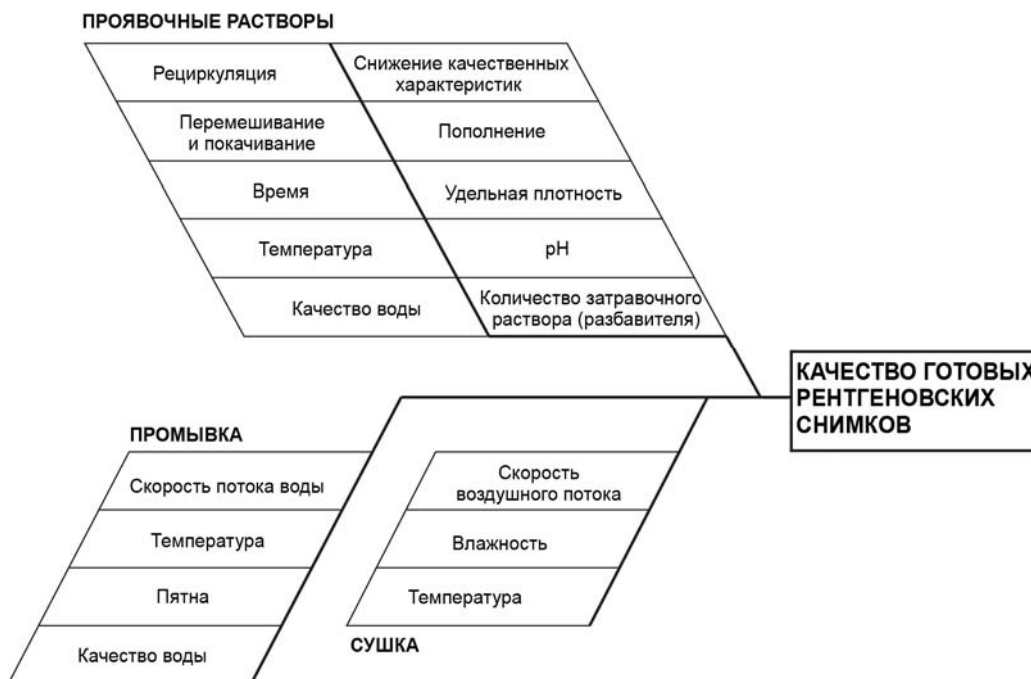 ПРОЯВОЧНЫЕ РАСТВОРЫ
Рециркуляция
Перемешивание
и покачивание
Время
Температура
Качество воды
Снижение качественных
характеристик
Пополнение
Удельная плотность
pH
Количество затравочного
раствора (разбавителя)
КАЧЕСТВО ГОТОВЫХ
РЕНТГЕНОВСКИХ
СНИМКОВ
ПРОМЫВКА
Скорость потока воды
Температура
Пятна
Качество воды
Скорость
воздушного потока
Влажность
Температура
СУШКА